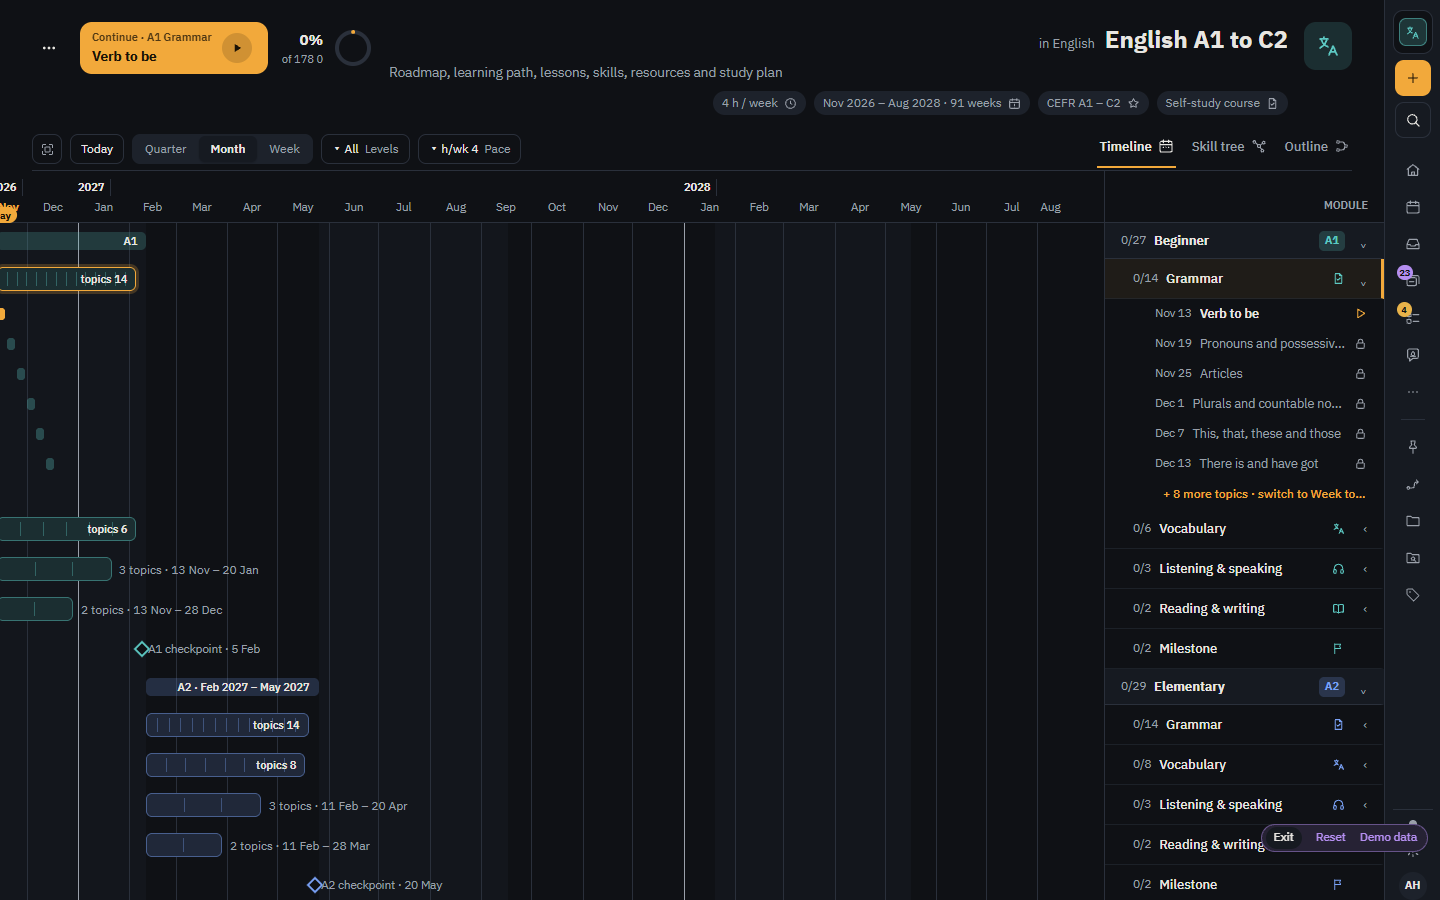 Continue · A1 Grammar
Verb to be
0%
of 178 0
in English English A1 to C2
Roadmap, learning path, lessons, skills, resources and study plan
4 h / week
Nov 2026 – Aug 2028 · 91 weeks
CEFR A1 – C2
Self-study course
Today
Quarter Month Week
All Levels
h/wk 4 Pace
Timeline
Skill tree
Outline
026 2027 2028
Nov Dec Jan Feb Mar Apr May Jun Jul Aug Sep Oct Nov Dec Jan Feb Mar Apr May Jun Jul Aug
MODULE
ay
A1
0/27 Beginner A1
topics 14
0/14 Grammar
Nov 13 Verb to be
Nov 19 Pronouns and possessiv...
Nov 25 Articles
Dec 1 Plurals and countable no...
Dec 7 This, that, these and those
Dec 13 There is and have got
+ 8 more topics · switch to Week to...
topics 6
0/6 Vocabulary
3 topics · 13 Nov – 20 Jan
0/3 Listening & speaking
2 topics · 13 Nov – 28 Dec
0/2 Reading & writing
A1 checkpoint · 5 Feb
0/2 Milestone
A2 · Feb 2027 – May 2027
0/29 Elementary A2
topics 14
0/14 Grammar
topics 8
0/8 Vocabulary
3 topics · 11 Feb – 20 Apr
0/3 Listening & speaking
2 topics · 11 Feb – 28 Mar
0/2 Reading & writing
A2 checkpoint · 20 May
0/2 Milestone
23
4
Exit Reset Demo data
AH